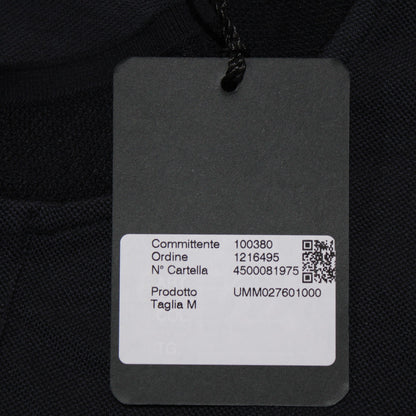 Committente 100380
Ordine 1216495
N° Cartella 4500081975
Prodotto UMM027601000
Taglia M